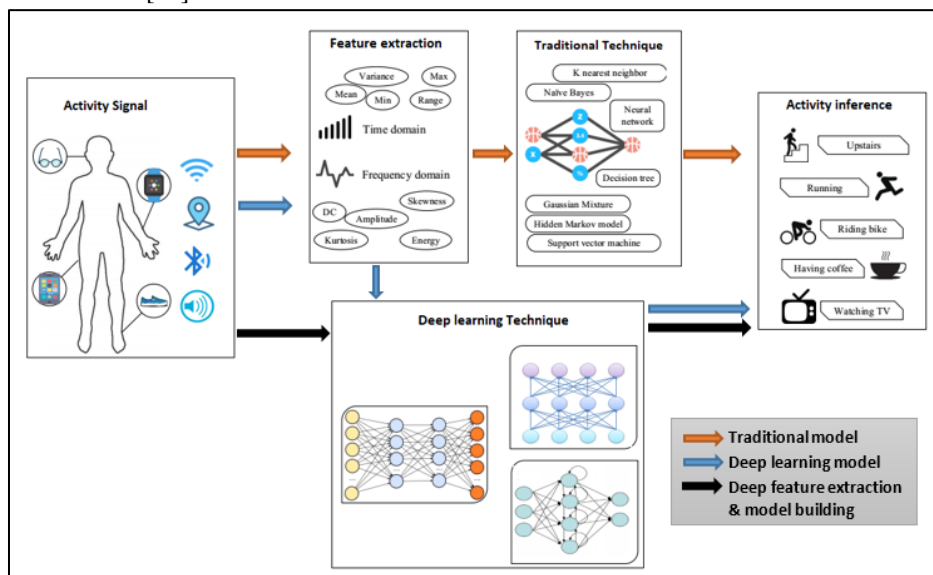 Activity Signal
Feature extraction
Variance
Max
Mean
Min
Range
Time domain
Frequency domain
Skewness
DC
Amplitude
Kurtosis
Energy
Traditional Technique
K nearest neighbor
Naïve Bayes
Neural
network
Z
X
Decision tree
Gaussian Mixture
Hidden Markov model
Support vector machine
Activity inference
Upstairs
Running
Riding bike
Having coffee
Watching TV
Deep learning Technique
Traditional model
Deep learning model
Deep feature extraction
& model building